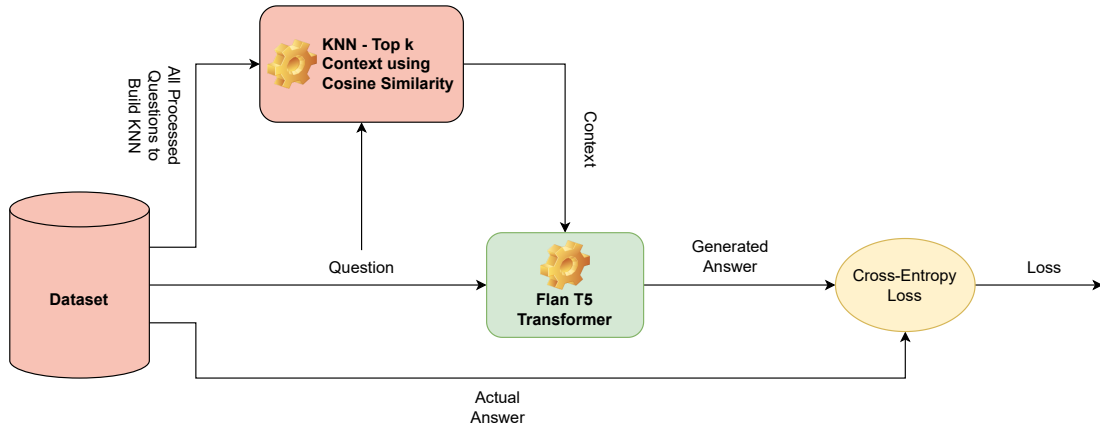 KNN - Top k
Context using
Cosine Similarity
All Processed
Questions to
Build KNN
Context
Dataset
Question
Flan T5
Transformer
Generated
Answer
Cross-Entropy
Loss
Loss
Actual
Answer